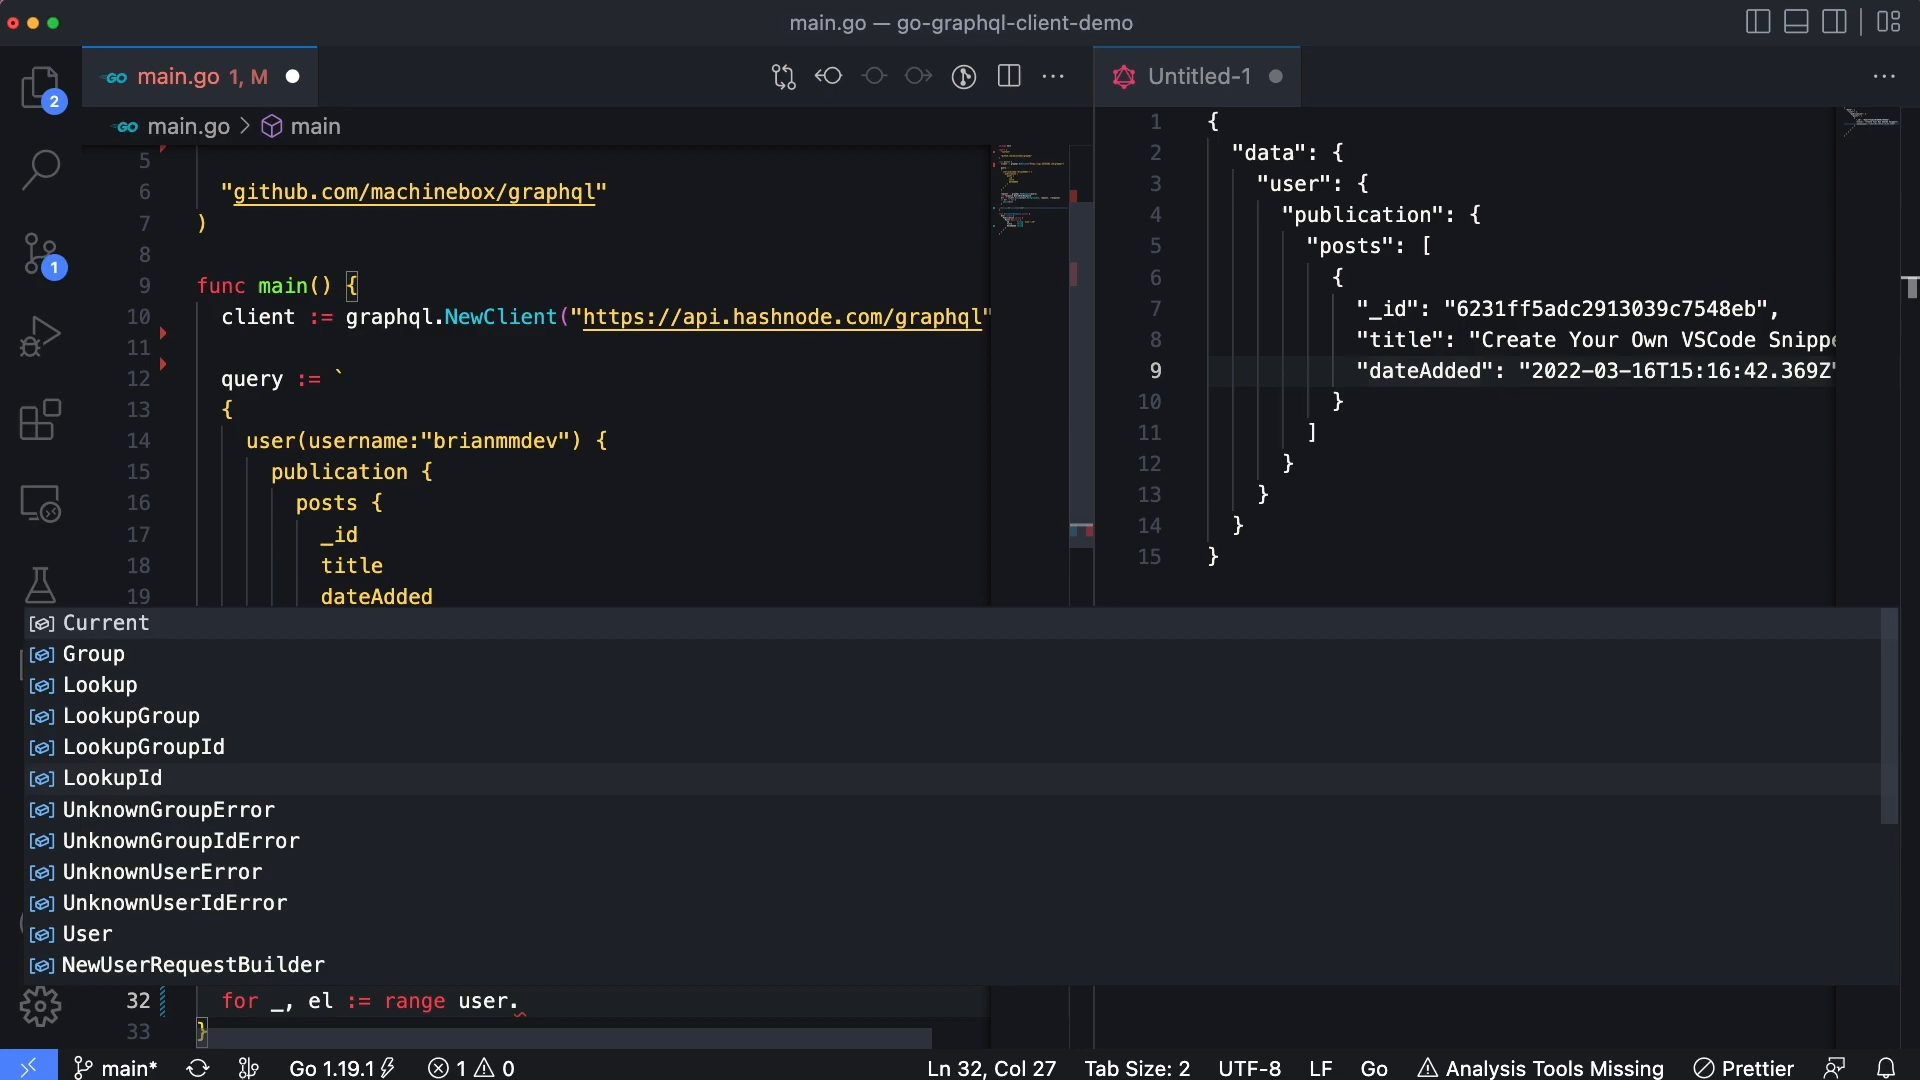 main.go — go-graphql-client-demo
main.go 1, M
Untitled-1
main.go > main
2
1
5
6 "github.com/machinebox/graphql"
7 )
8
9 func main() {
10 client := graphql.NewClient("https://api.hashnode.com/graphql"
11
12 query := `
13 {
14 user(username:"brianmmdev") {
15 publication {
16 posts {
17 _id
18 title
19 dateAdded
Current
Group
Lookup
LookupGroup
LookupGroupId
LookupId
UnknownGroupError
UnknownGroupIdError
UnknownUserError
UnknownUserIdError
User
NewUserRequestBuilder
32 for _, el := range user.
33 }
1 {
2 "data": {
3 "user": {
4 "publication": {
5 "posts": [
6 {
7 "_id": "6231ff5adc2913039c7548eb",
8 "title": "Create Your Own VSCode Snippe
9 "dateAdded": "2022-03-16T15:16:42.369Z"
10 }
11 ]
12 }
13 }
14 }
15 }
main* Go 1.19.1 1 0 Ln 32, Col 27 Tab Size: 2 UTF-8 LF Go Analysis Tools Missing Prettier